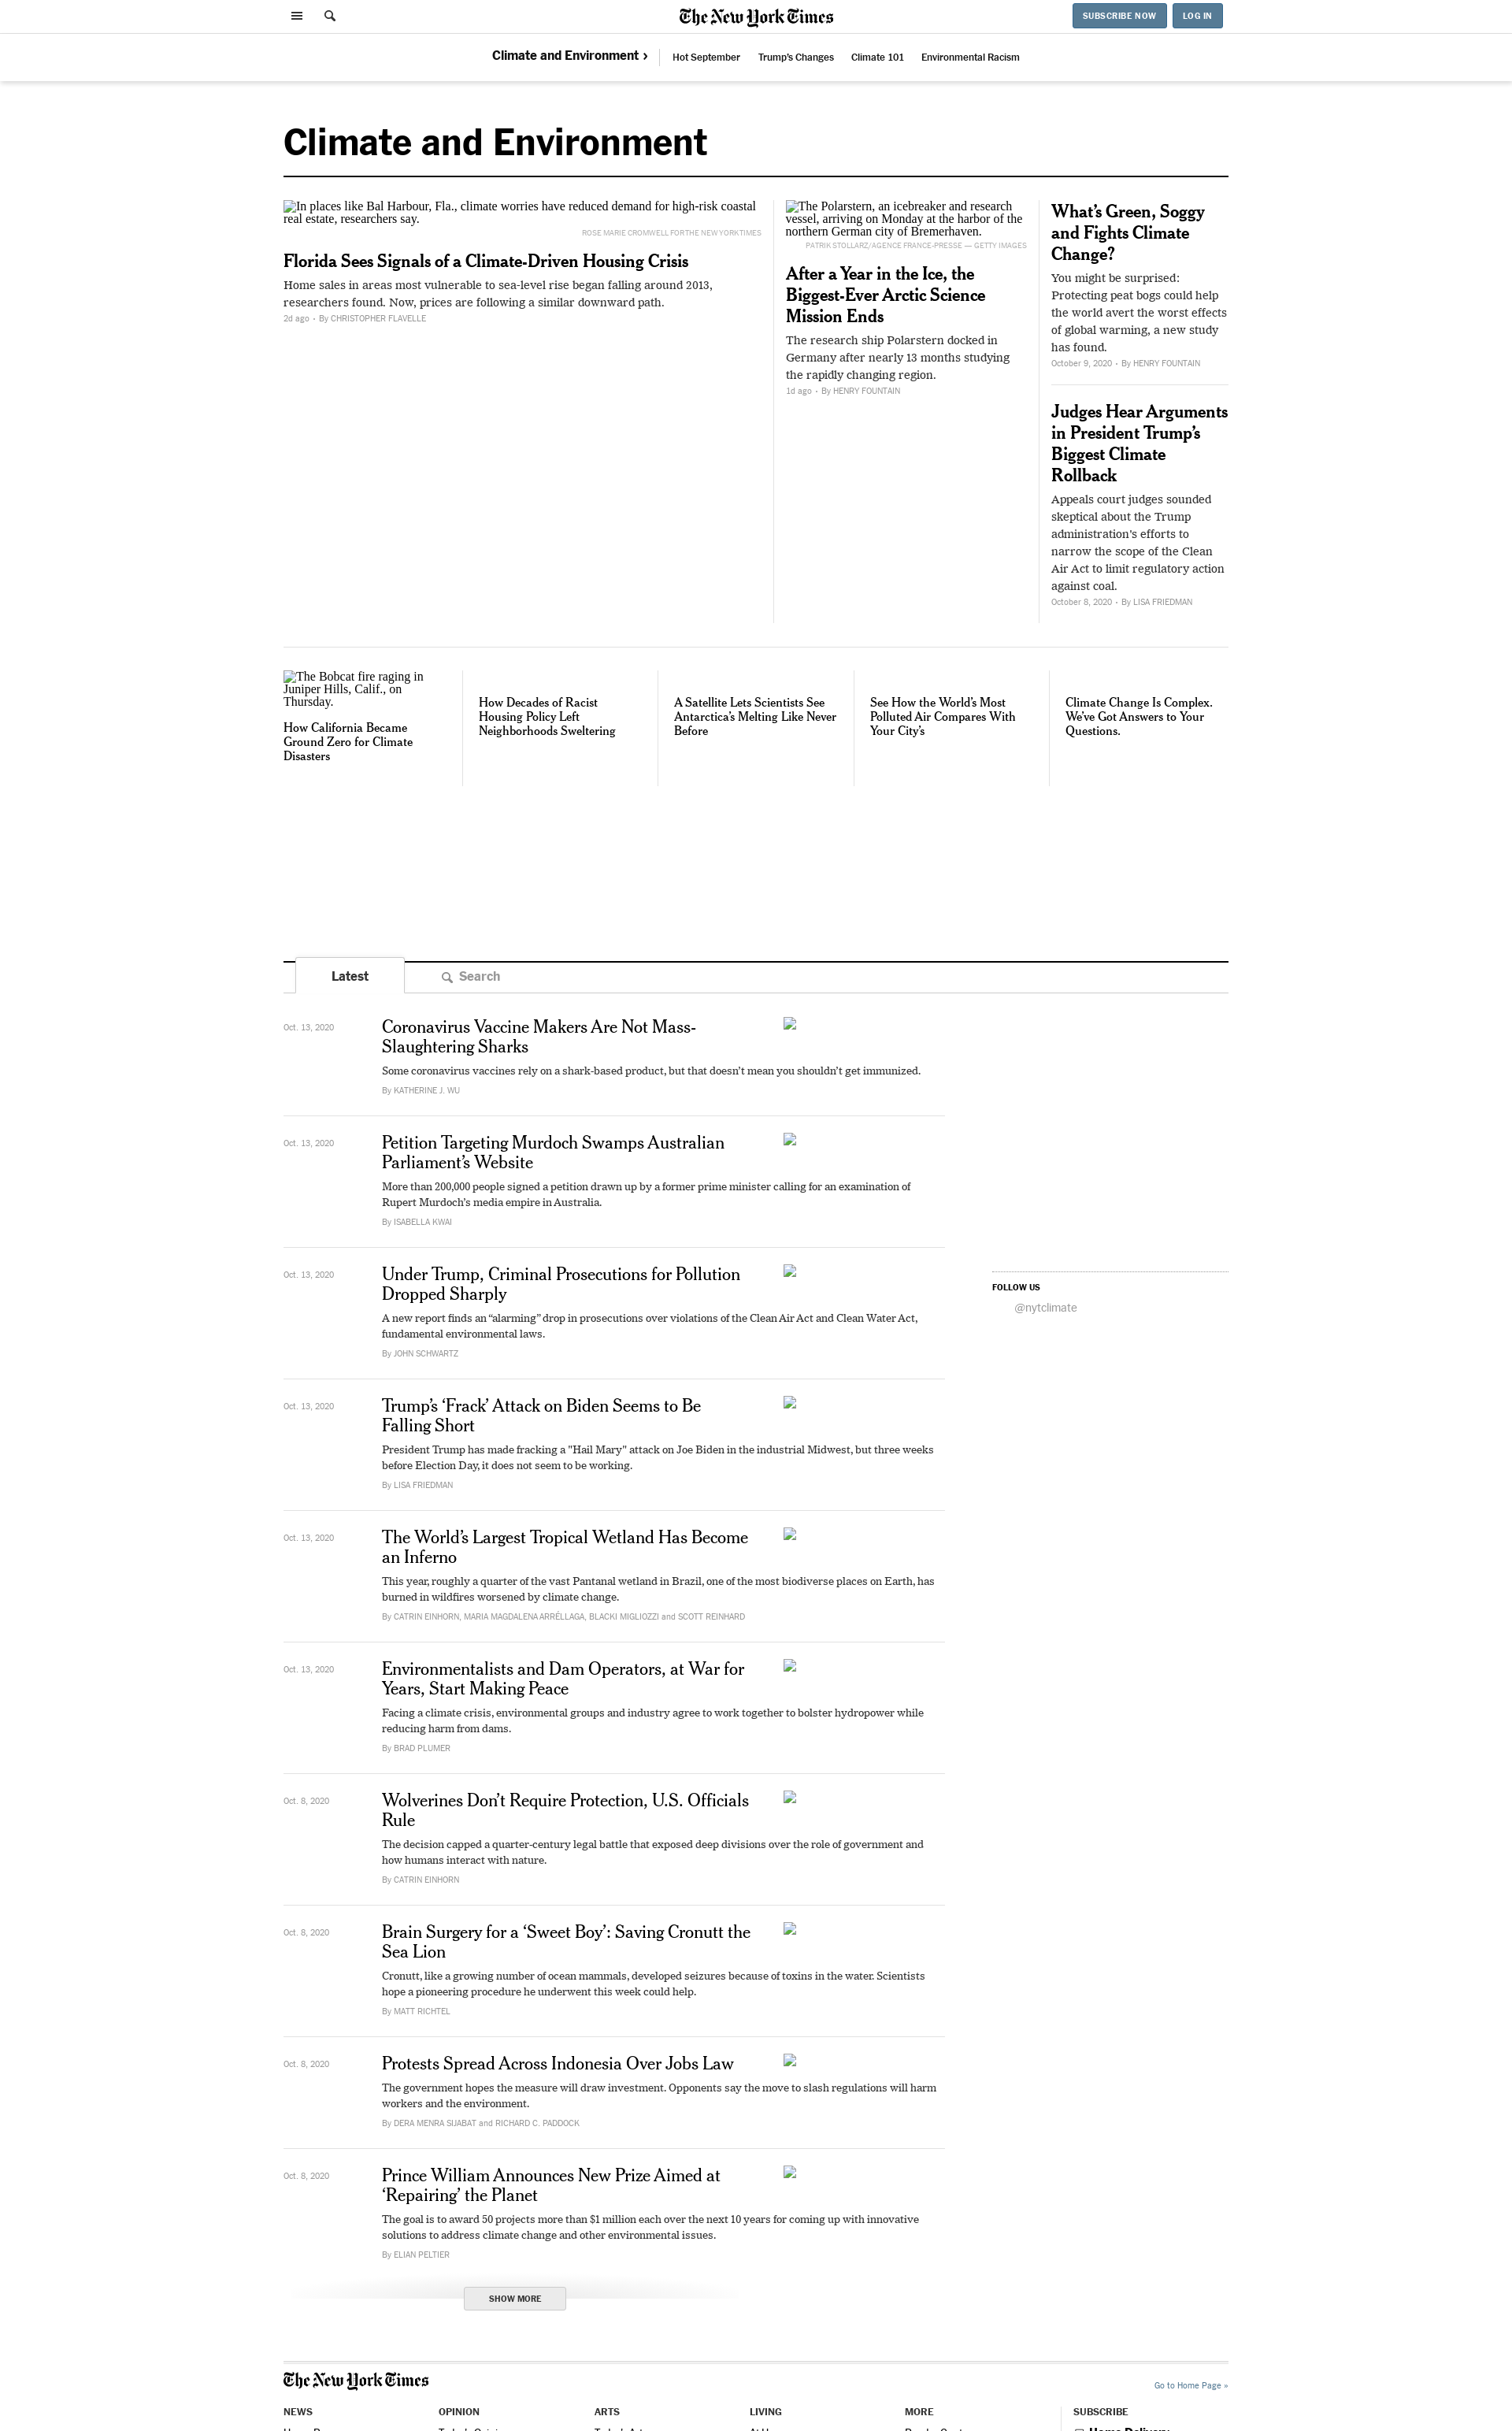 The New York Times
SUBSCRIBE NOW
LOG IN
Climate and Environment ›
Hot September
Trump's Changes
Climate 101
Environmental Racism
Climate and Environment
In places like Bal Harbour, Fla., climate worries have reduced demand for high-risk coastal
real estate, researchers say.
ROSE MARIE CROMWELL FOR THE NEW YORK TIMES
Florida Sees Signals of a Climate-Driven Housing Crisis
Home sales in areas most vulnerable to sea-level rise began falling around 2013,
researchers found. Now, prices are following a similar downward path.
2d ago • By CHRISTOPHER FLAVELLE
The Polarstern, an icebreaker and research
vessel, arriving on Monday at the harbor of the
northern German city of Bremerhaven.
PATRIK STOLLARZ/AGENCE FRANCE-PRESSE — GETTY IMAGES
After a Year in the Ice, the
Biggest-Ever Arctic Science
Mission Ends
The research ship Polarstern docked in
Germany after nearly 13 months studying
the rapidly changing region.
1d ago • By HENRY FOUNTAIN
What's Green, Soggy
and Fights Climate
Change?
You might be surprised:
Protecting peat bogs could help
the world avert the worst effects
of global warming, a new study
has found.
October 9, 2020 • By HENRY FOUNTAIN
Judges Hear Arguments
in President Trump's
Biggest Climate
Rollback
Appeals court judges sounded
skeptical about the Trump
administration's efforts to
narrow the scope of the Clean
Air Act to limit regulatory action
against coal.
October 8, 2020 • By LISA FRIEDMAN
The Bobcat fire raging in
Juniper Hills, Calif., on
Thursday.
How California Became
Ground Zero for Climate
Disasters
How Decades of Racist
Housing Policy Left
Neighborhoods Sweltering
A Satellite Lets Scientists See
Antarctica's Melting Like Never
Before
See How the World's Most
Polluted Air Compares With
Your City's
Climate Change Is Complex.
We've Got Answers to Your
Questions.
Latest
Search
Oct. 13, 2020
Coronavirus Vaccine Makers Are Not Mass-
Slaughtering Sharks
Some coronavirus vaccines rely on a shark-based product, but that doesn't mean you shouldn't get immunized.
By KATHERINE J. WU
Oct. 13, 2020
Petition Targeting Murdoch Swamps Australian
Parliament's Website
More than 200,000 people signed a petition drawn up by a former prime minister calling for an examination of
Rupert Murdoch's media empire in Australia.
By ISABELLA KWAI
Oct. 13, 2020
Under Trump, Criminal Prosecutions for Pollution
Dropped Sharply
A new report finds an “alarming” drop in prosecutions over violations of the Clean Air Act and Clean Water Act,
fundamental environmental laws.
By JOHN SCHWARTZ
FOLLOW US
@nytclimate
Oct. 13, 2020
Trump's ‘Frack’ Attack on Biden Seems to Be
Falling Short
President Trump has made fracking a "Hail Mary" attack on Joe Biden in the industrial Midwest, but three weeks
before Election Day, it does not seem to be working.
By LISA FRIEDMAN
Oct. 13, 2020
The World's Largest Tropical Wetland Has Become
an Inferno
This year, roughly a quarter of the vast Pantanal wetland in Brazil, one of the most biodiverse places on Earth, has
burned in wildfires worsened by climate change.
By CATRIN EINHORN, MARIA MAGDALENA ARRÉLLAGA, BLACKI MIGLIOZZI and SCOTT REINHARD
Oct. 13, 2020
Environmentalists and Dam Operators, at War for
Years, Start Making Peace
Facing a climate crisis, environmental groups and industry agree to work together to bolster hydropower while
reducing harm from dams.
By BRAD PLUMER
Oct. 8, 2020
Wolverines Don't Require Protection, U.S. Officials
Rule
The decision capped a quarter-century legal battle that exposed deep divisions over the role of government and
how humans interact with nature.
By CATRIN EINHORN
Oct. 8, 2020
Brain Surgery for a ‘Sweet Boy’: Saving Cronutt the
Sea Lion
Cronutt, like a growing number of ocean mammals, developed seizures because of toxins in the water. Scientists
hope a pioneering procedure he underwent this week could help.
By MATT RICHTEL
Oct. 8, 2020
Protests Spread Across Indonesia Over Jobs Law
The government hopes the measure will draw investment. Opponents say the move to slash regulations will harm
workers and the environment.
By DERA MENRA SIJABAT and RICHARD C. PADDOCK
Oct. 8, 2020
Prince William Announces New Prize Aimed at
‘Repairing’ the Planet
The goal is to award 50 projects more than $1 million each over the next 10 years for coming up with innovative
solutions to address climate change and other environmental issues.
By ELIAN PELTIER
SHOW MORE
The New York Times
Go to Home Page »
NEWS
OPINION
ARTS
LIVING
MORE
SUBSCRIBE